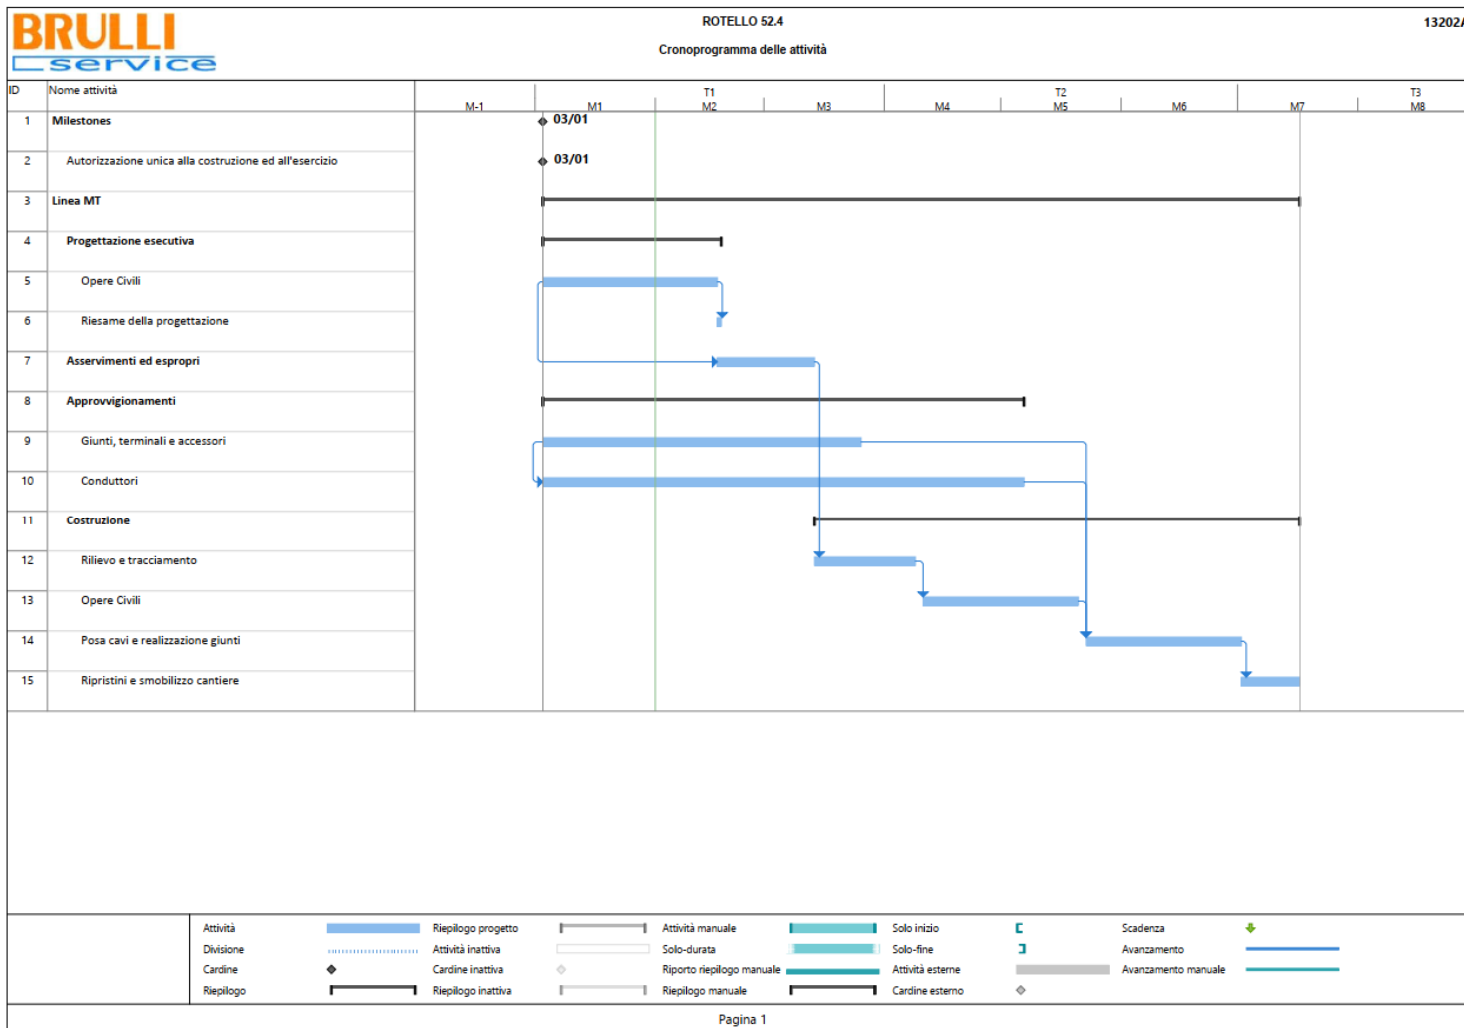 BRULLI
service
ROTELLO 52.4
Cronoprogramma delle attività
13202A
ID Nome attività
T1 T2 T3
M-1 M1 M2 M3 M4 M5 M6 M7 M8
1 Milestones 03/01
2 Autorizzazione unica alla costruzione ed all'esercizio 03/01
3 Linea MT
4 Progettazione esecutiva
5 Opere Civili
6 Riesame della progettazione
7 Asservimenti ed espropri
8 Approvvigionamenti
9 Giunti, terminali e accessori
10 Conduttori
11 Costruzione
12 Rilievo e tracciamento
13 Opere Civili
14 Posa cavi e realizzazione giunti
15 Ripristini e smobilizzo cantiere
Attività Riepilogo progetto Attività manuale Solo inizio Scadenza
Divisione Attività inattiva Solo-durata Solo-fine Avanzamento
Cardine Cardine inattiva Riporto riepilogo manuale Attività esterne Avanzamento manuale
Riepilogo Riepilogo inattiva Riepilogo manuale Cardine esterno
Pagina 1